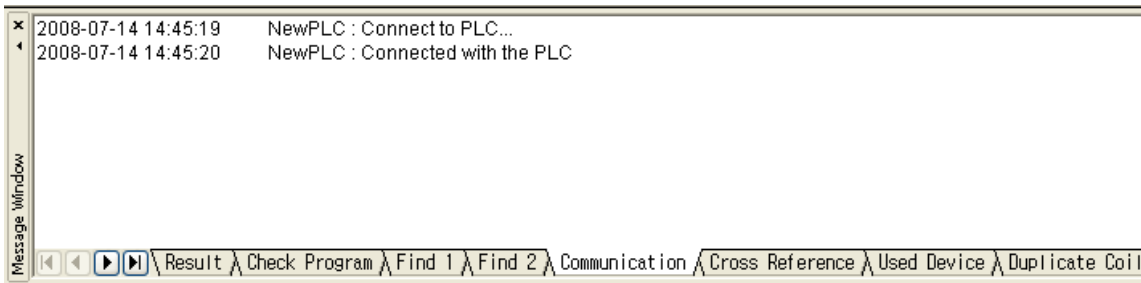 2008-07-14 14:45:19 NewPLC : Connect to PLC...
2008-07-14 14:45:20 NewPLC : Connected with the PLC
Message Window
Result Check Program Find 1 Find 2 Communication Cross Reference Used Device Duplicate Coil